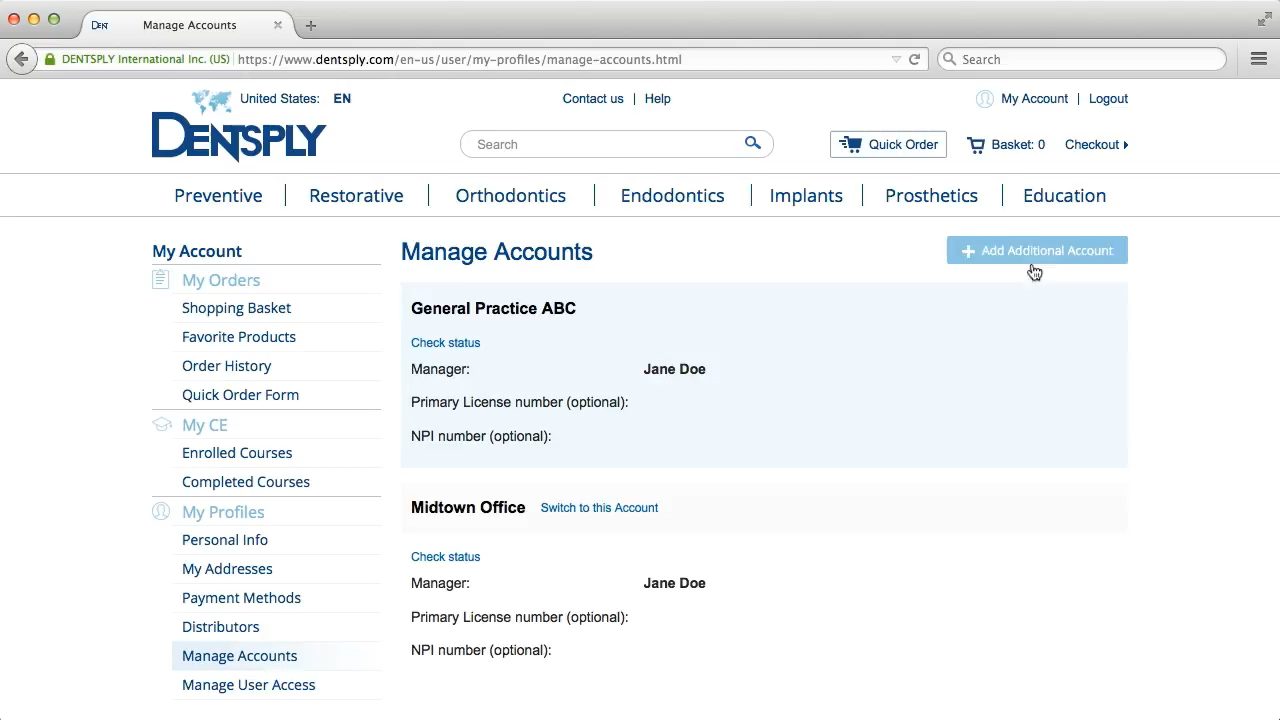 DENT Manage Accounts
DENTSPLY International Inc. (US) https://www.dentsply.com/en-us/user/my-profiles/manage-accounts.html Search
United States: EN Contact us | Help My Account | Logout
DENTSPLY Search Quick Order Basket: 0 Checkout
Preventive Restorative Orthodontics Endodontics Implants Prosthetics Education
My Account
My Orders
Shopping Basket
Favorite Products
Order History
Quick Order Form
My CE
Enrolled Courses
Completed Courses
My Profiles
Personal Info
My Addresses
Payment Methods
Distributors
Manage Accounts
Manage User Access
Manage Accounts + Add Additional Account
General Practice ABC
Check status
Manager: Jane Doe
Primary License number (optional):
NPI number (optional):
Midtown Office Switch to this Account
Check status
Manager: Jane Doe
Primary License number (optional):
NPI number (optional):